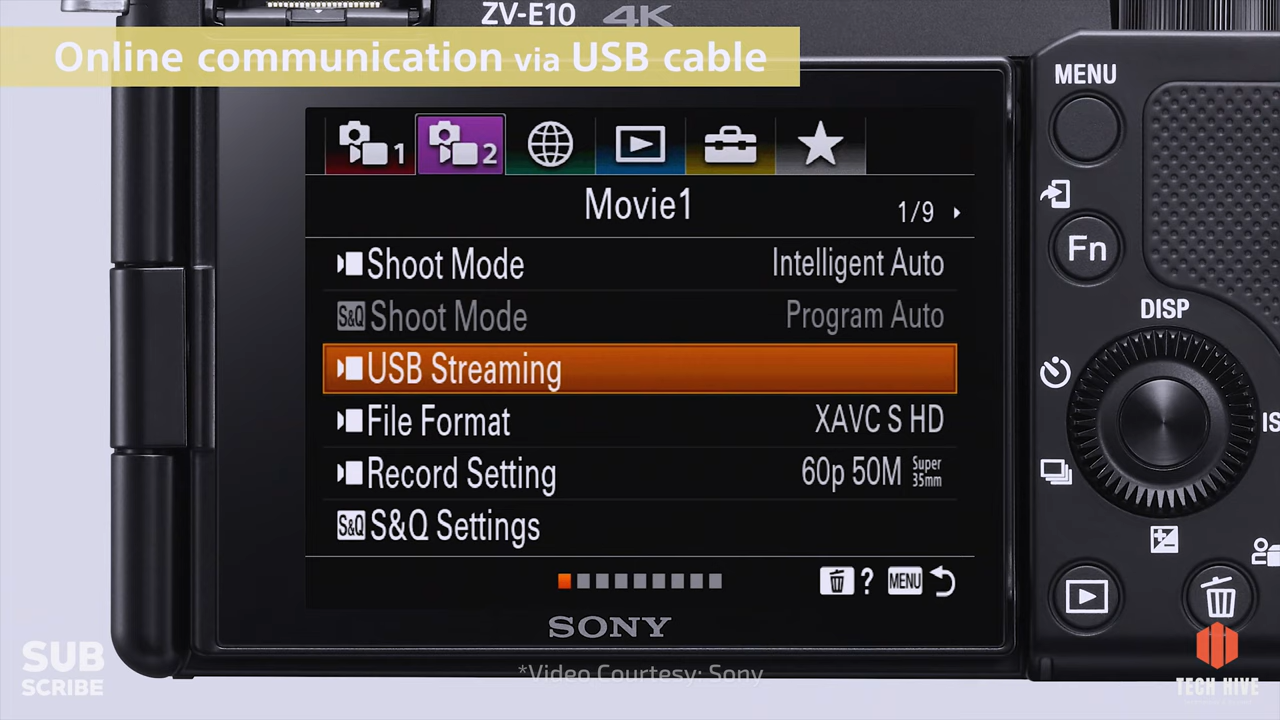 ZV-E10 4K
Online communication via USB cable
MENU
1
2
Movie1
1/9
Fn
Shoot Mode Intelligent Auto
S&Q Shoot Mode Program Auto
DISP
USB Streaming
File Format XAVC S HD
IS
Record Setting 60p 50M Super 35mm
S&Q S&Q Settings
? MENU
SONY
SUB
SCRIBE
*Video Courtesy: Sony
TECH HIVE